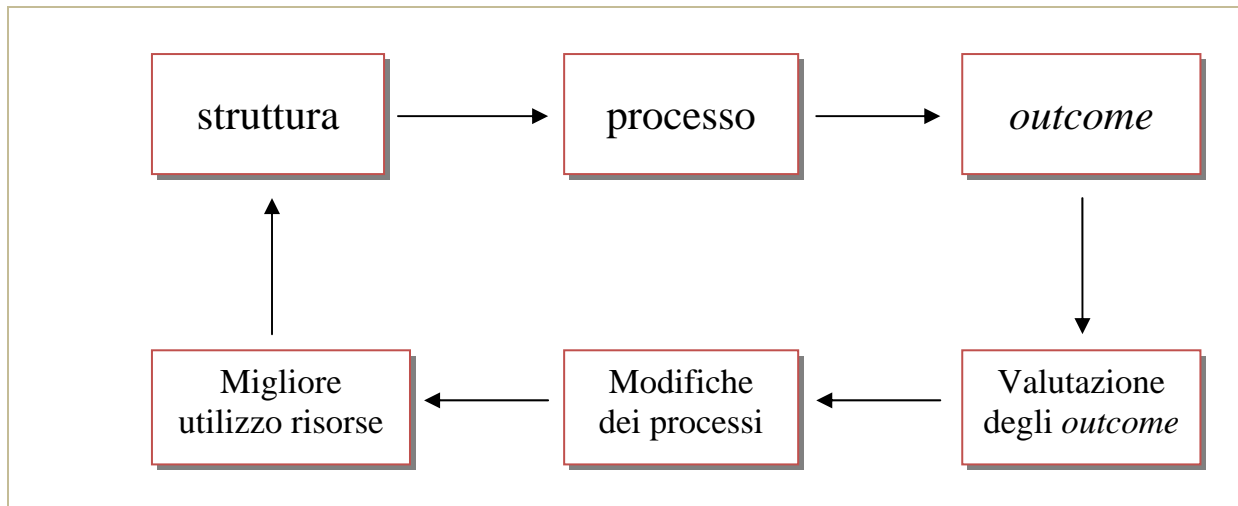 struttura
processo
outcome
Migliore
utilizzo risorse
Modifiche
dei processi
Valutazione
degli outcome